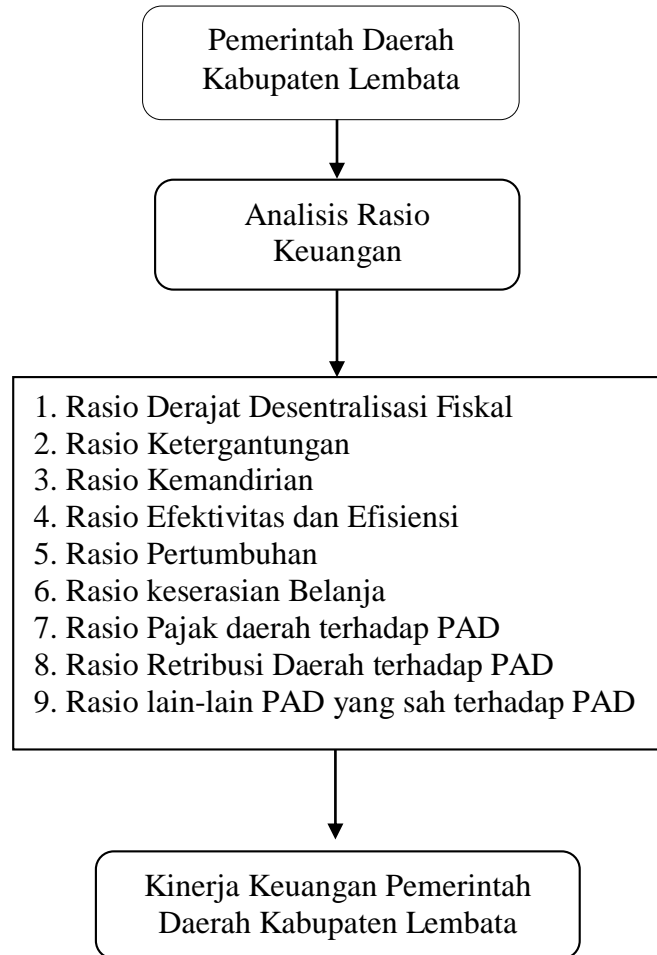 Pemerintah Daerah
Kabupaten Lembata
Analisis Rasio
Keuangan
1. Rasio Derajat Desentralisasi Fiskal
2. Rasio Ketergantungan
3. Rasio Kemandirian
4. Rasio Efektivitas dan Efisiensi
5. Rasio Pertumbuhan
6. Rasio keserasian Belanja
7. Rasio Pajak daerah terhadap PAD
8. Rasio Retribusi Daerah terhadap PAD
9. Rasio lain-lain PAD yang sah terhadap PAD
Kinerja Keuangan Pemerintah
Daerah Kabupaten Lembata